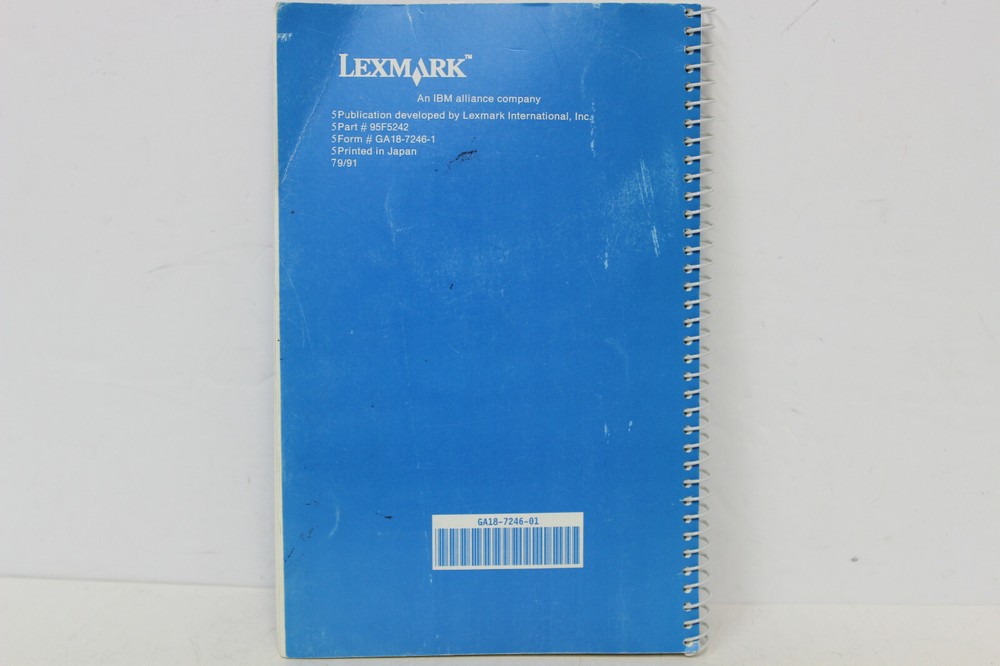 LEXMARK™
An IBM alliance company
5Publication developed by Lexmark International, Inc.
5Part # 95F5242
5Form # GA18-7246-1
5Printed in Japan
79/91
GA18-7246-01